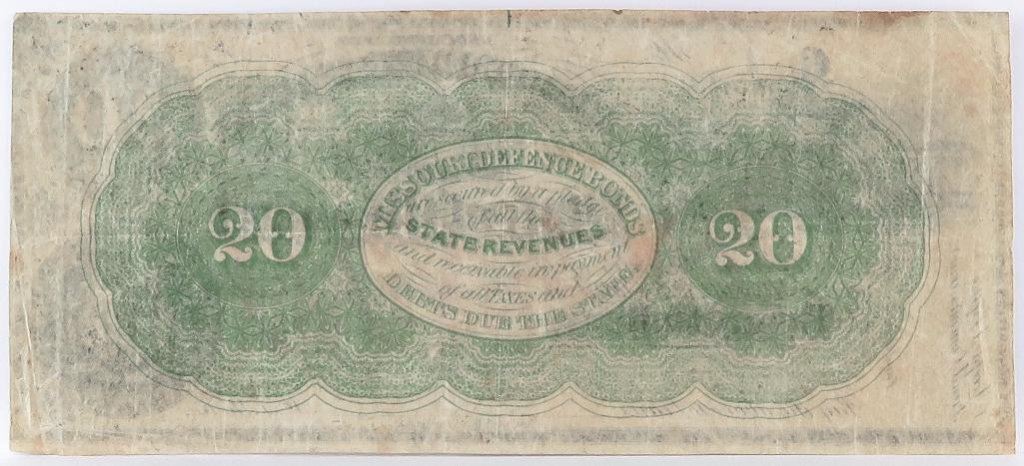 20
MISSOURI DEFENCE BONDS
are secured by a pledge
of all the
STATE REVENUES
and receivable in payment
of all TAXES and
DEBTS DUE THE STATE.
20